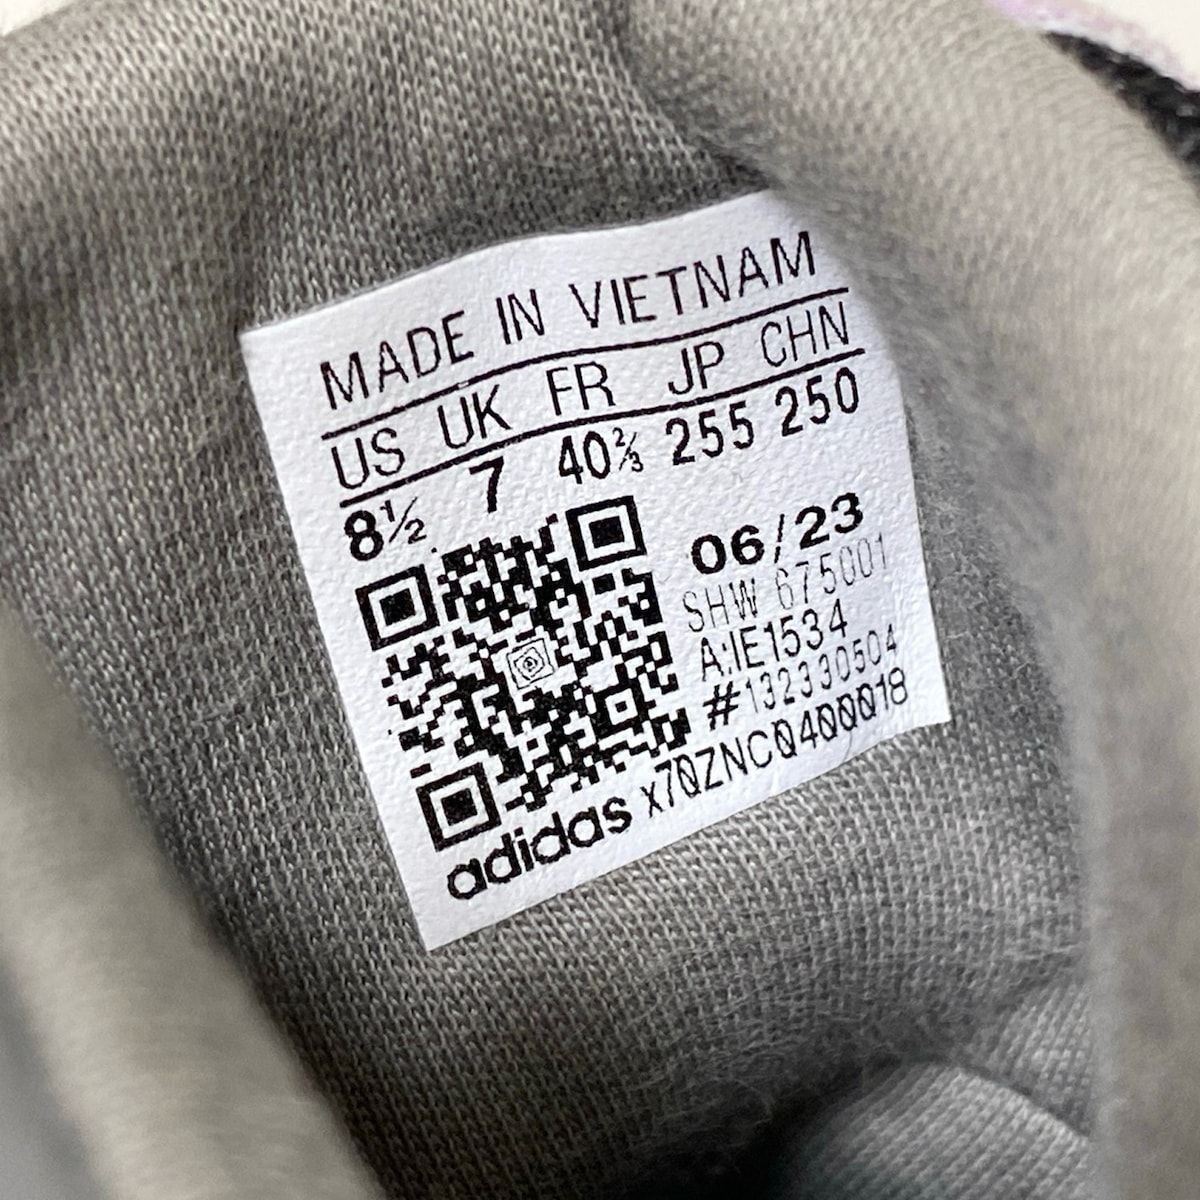 MADE IN VIETNAM
US UK FR JP CHN
8½ 7 40⅔ 255 250
06/23
SHW 675001
A:IE1534
#132330504
adidas x70ZNC0400018